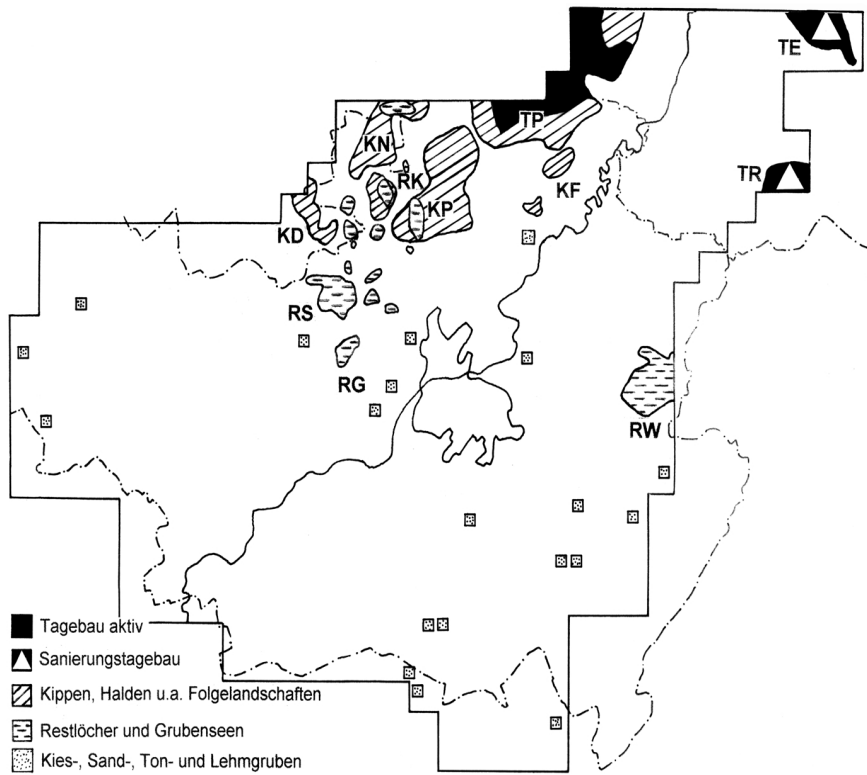 TE
TP
KN
TR
RK
KF
KP
KD
RS
RG
RW
Tagebau aktiv
Sanierungstagebau
Kippen, Halden u.a. Folgelandschaften
Restlöcher und Grubenseen
Kies-, Sand-, Ton- und Lehmgruben